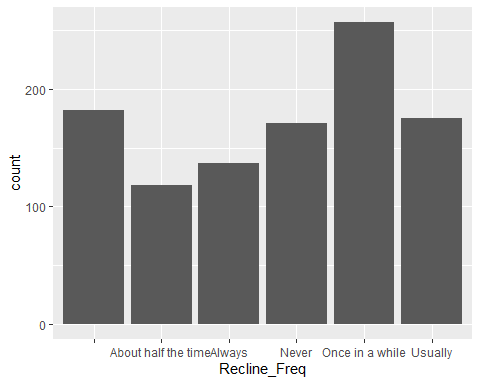 count
200
100
0
About half the time Always Never Once in a while Usually
Recline_Freq